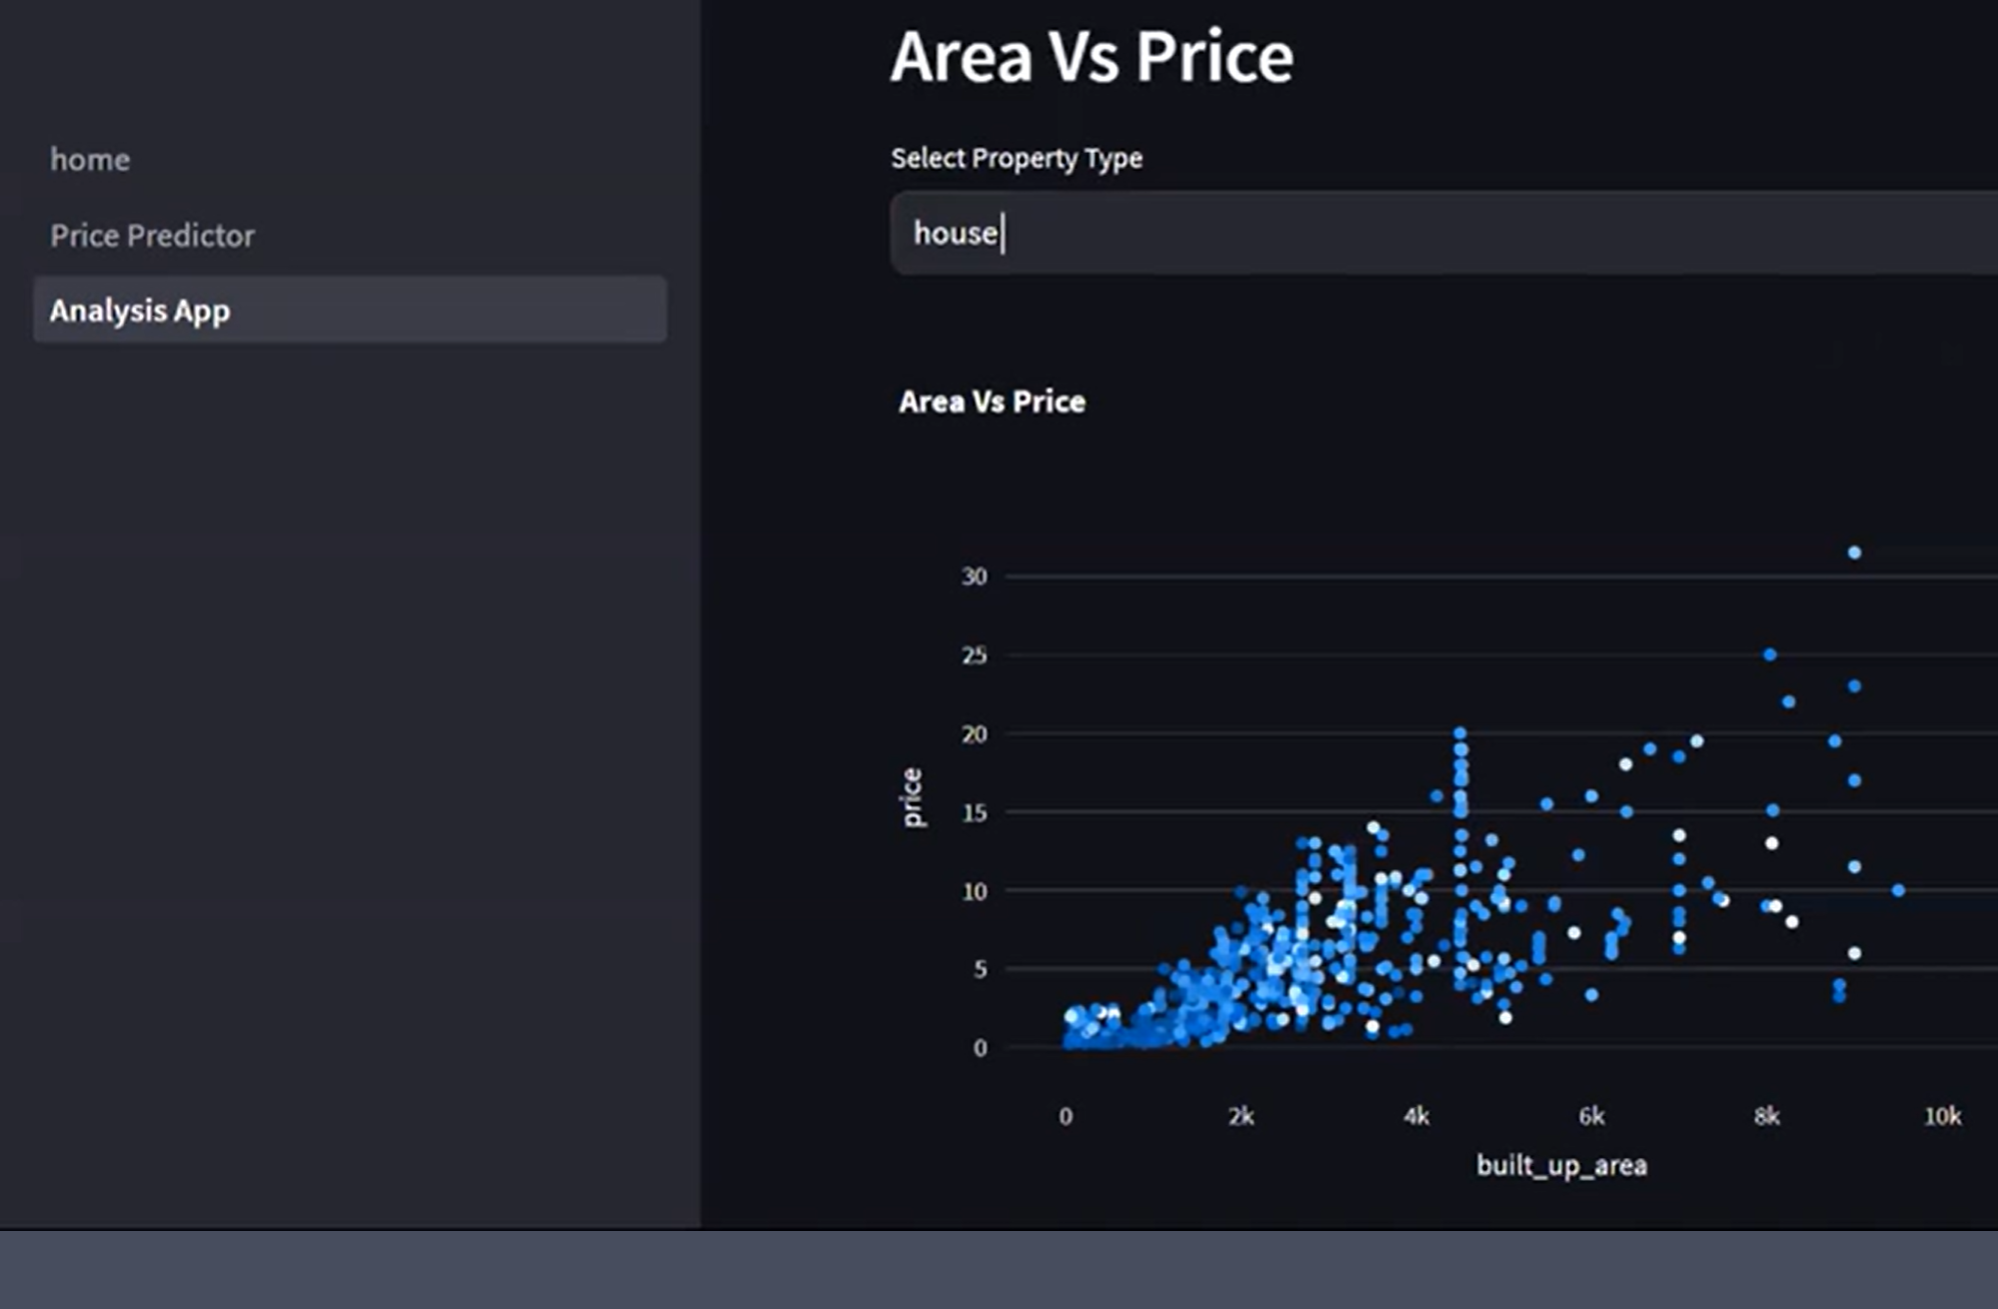 home
Price Predictor
Analysis App
Area Vs Price
Select Property Type
house
Area Vs Price
30
25
20
15
10
5
0
price
0 2k 4k 6k 8k 10k
built_up_area